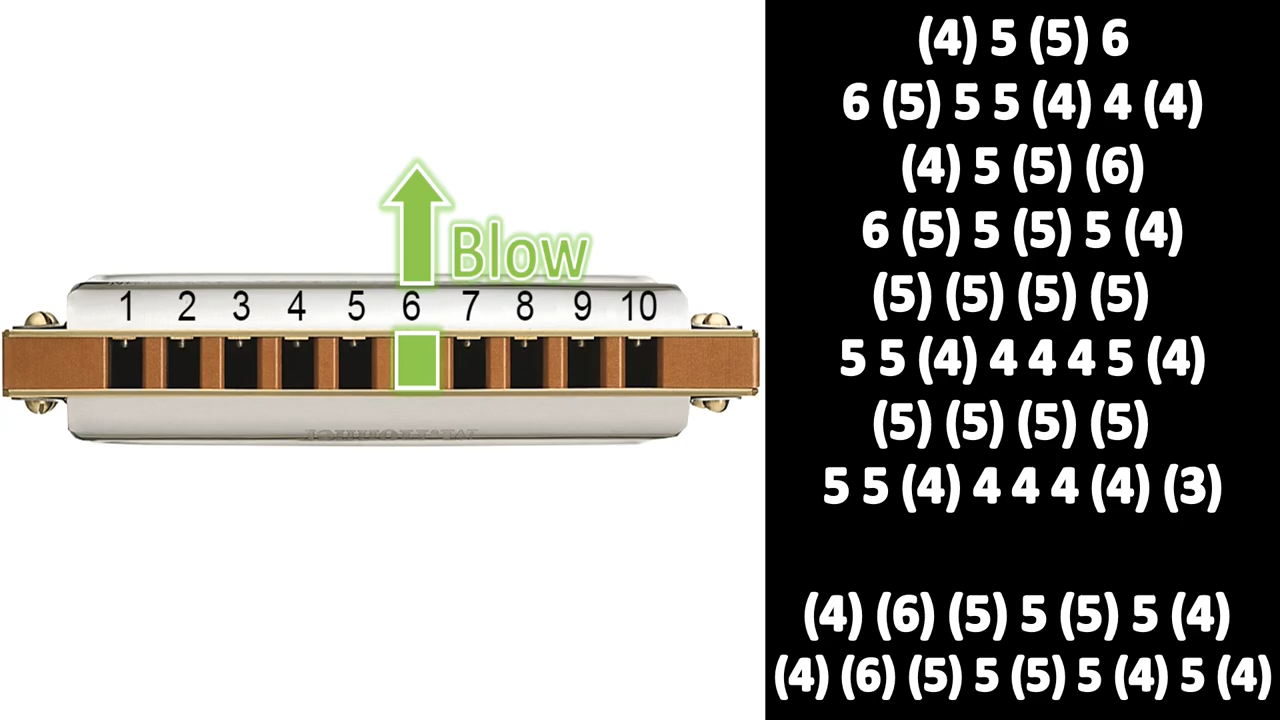 Blow
1 2 3 4 5 6 7 8 9 10
(4) 5 (5) 6
6 (5) 5 5 (4) 4 (4)
(4) 5 (5) (6)
6 (5) 5 (5) 5 (4)
(5) (5) (5) (5)
5 5 (4) 4 4 4 5 (4)
(5) (5) (5) (5)
5 5 (4) 4 4 4 (4) (3)
(4) (6) (5) 5 (5) 5 (4)
(4) (6) (5) 5 (5) 5 (4) 5 (4)